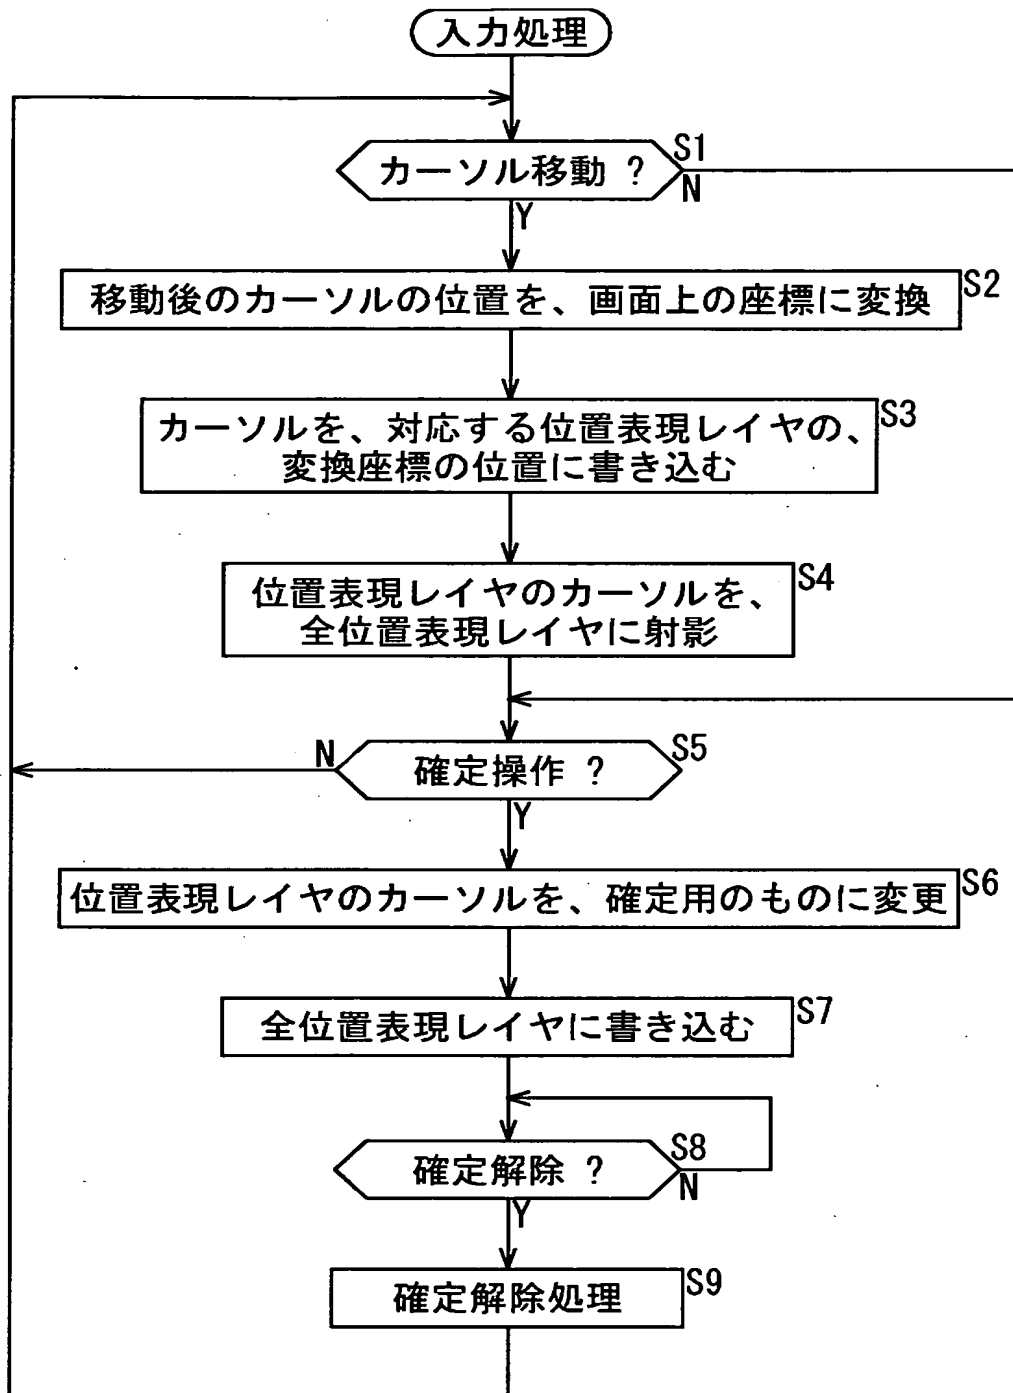 入力処理
カーソル移動 ?
S1
N
Y
移動後のカーソルの位置を、画面上の座標に変換
S2
カーソルを、対応する位置表現レイヤの、
変換座標の位置に書き込む
S3
位置表現レイヤのカーソルを、
全位置表現レイヤに射影
S4
N
確定操作 ?
S5
Y
位置表現レイヤのカーソルを、確定用のものに変更
S6
全位置表現レイヤに書き込む
S7
確定解除 ?
S8
N
Y
確定解除処理
S9